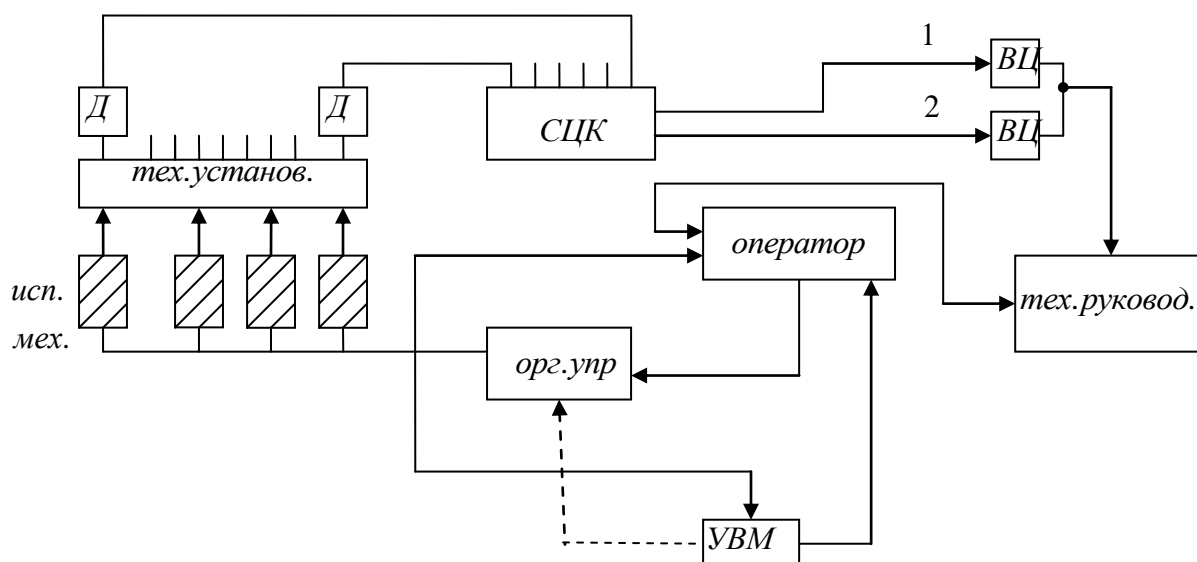 1
ВЦ
Д
Д
СЦК
2
ВЦ
тех.установ.
оператор
исп.
мех.
тех.руковод.
орг.упр
УВМ